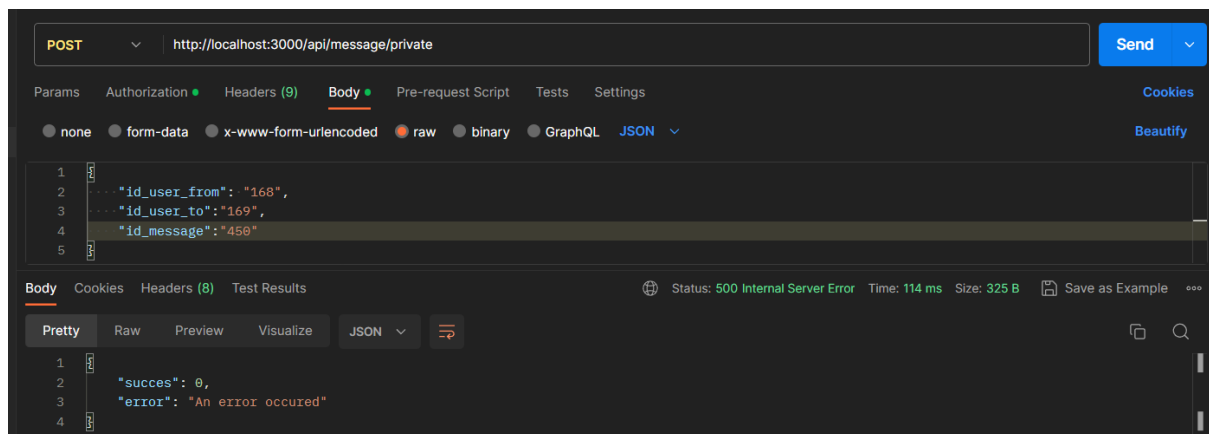 POST http://localhost:3000/api/message/private Send
Params Authorization Headers (9) Body Pre-request Script Tests Settings Cookies
none form-data x-www-form-urlencoded raw binary GraphQL JSON Beautify
1 {
2 "id_user_from": "168",
3 "id_user_to":"169",
4 "id_message":"450"
5 }
Body Cookies Headers (8) Test Results Status: 500 Internal Server Error Time: 114 ms Size: 325 B Save as Example
Pretty Raw Preview Visualize JSON
1 {
2 "succes": 0,
3 "error": "An error occured"
4 }